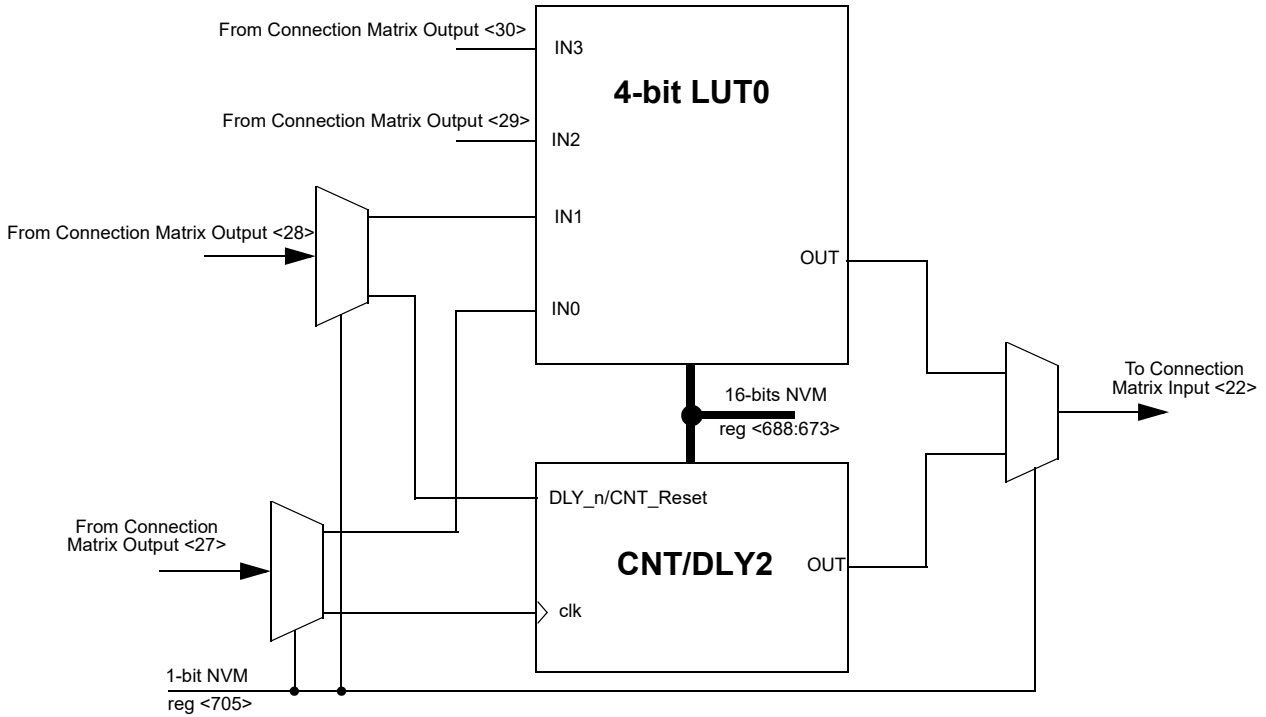 From Connection Matrix Output <30>
IN3
4-bit LUT0
From Connection Matrix Output <29>
IN2
IN1
From Connection Matrix Output <28>
OUT
IN0
To Connection
Matrix Input <22>
16-bits NVM
reg <688:673>
DLY_n/CNT_Reset
From Connection
Matrix Output <27>
CNT/DLY2
OUT
clk
1-bit NVM
reg <705>